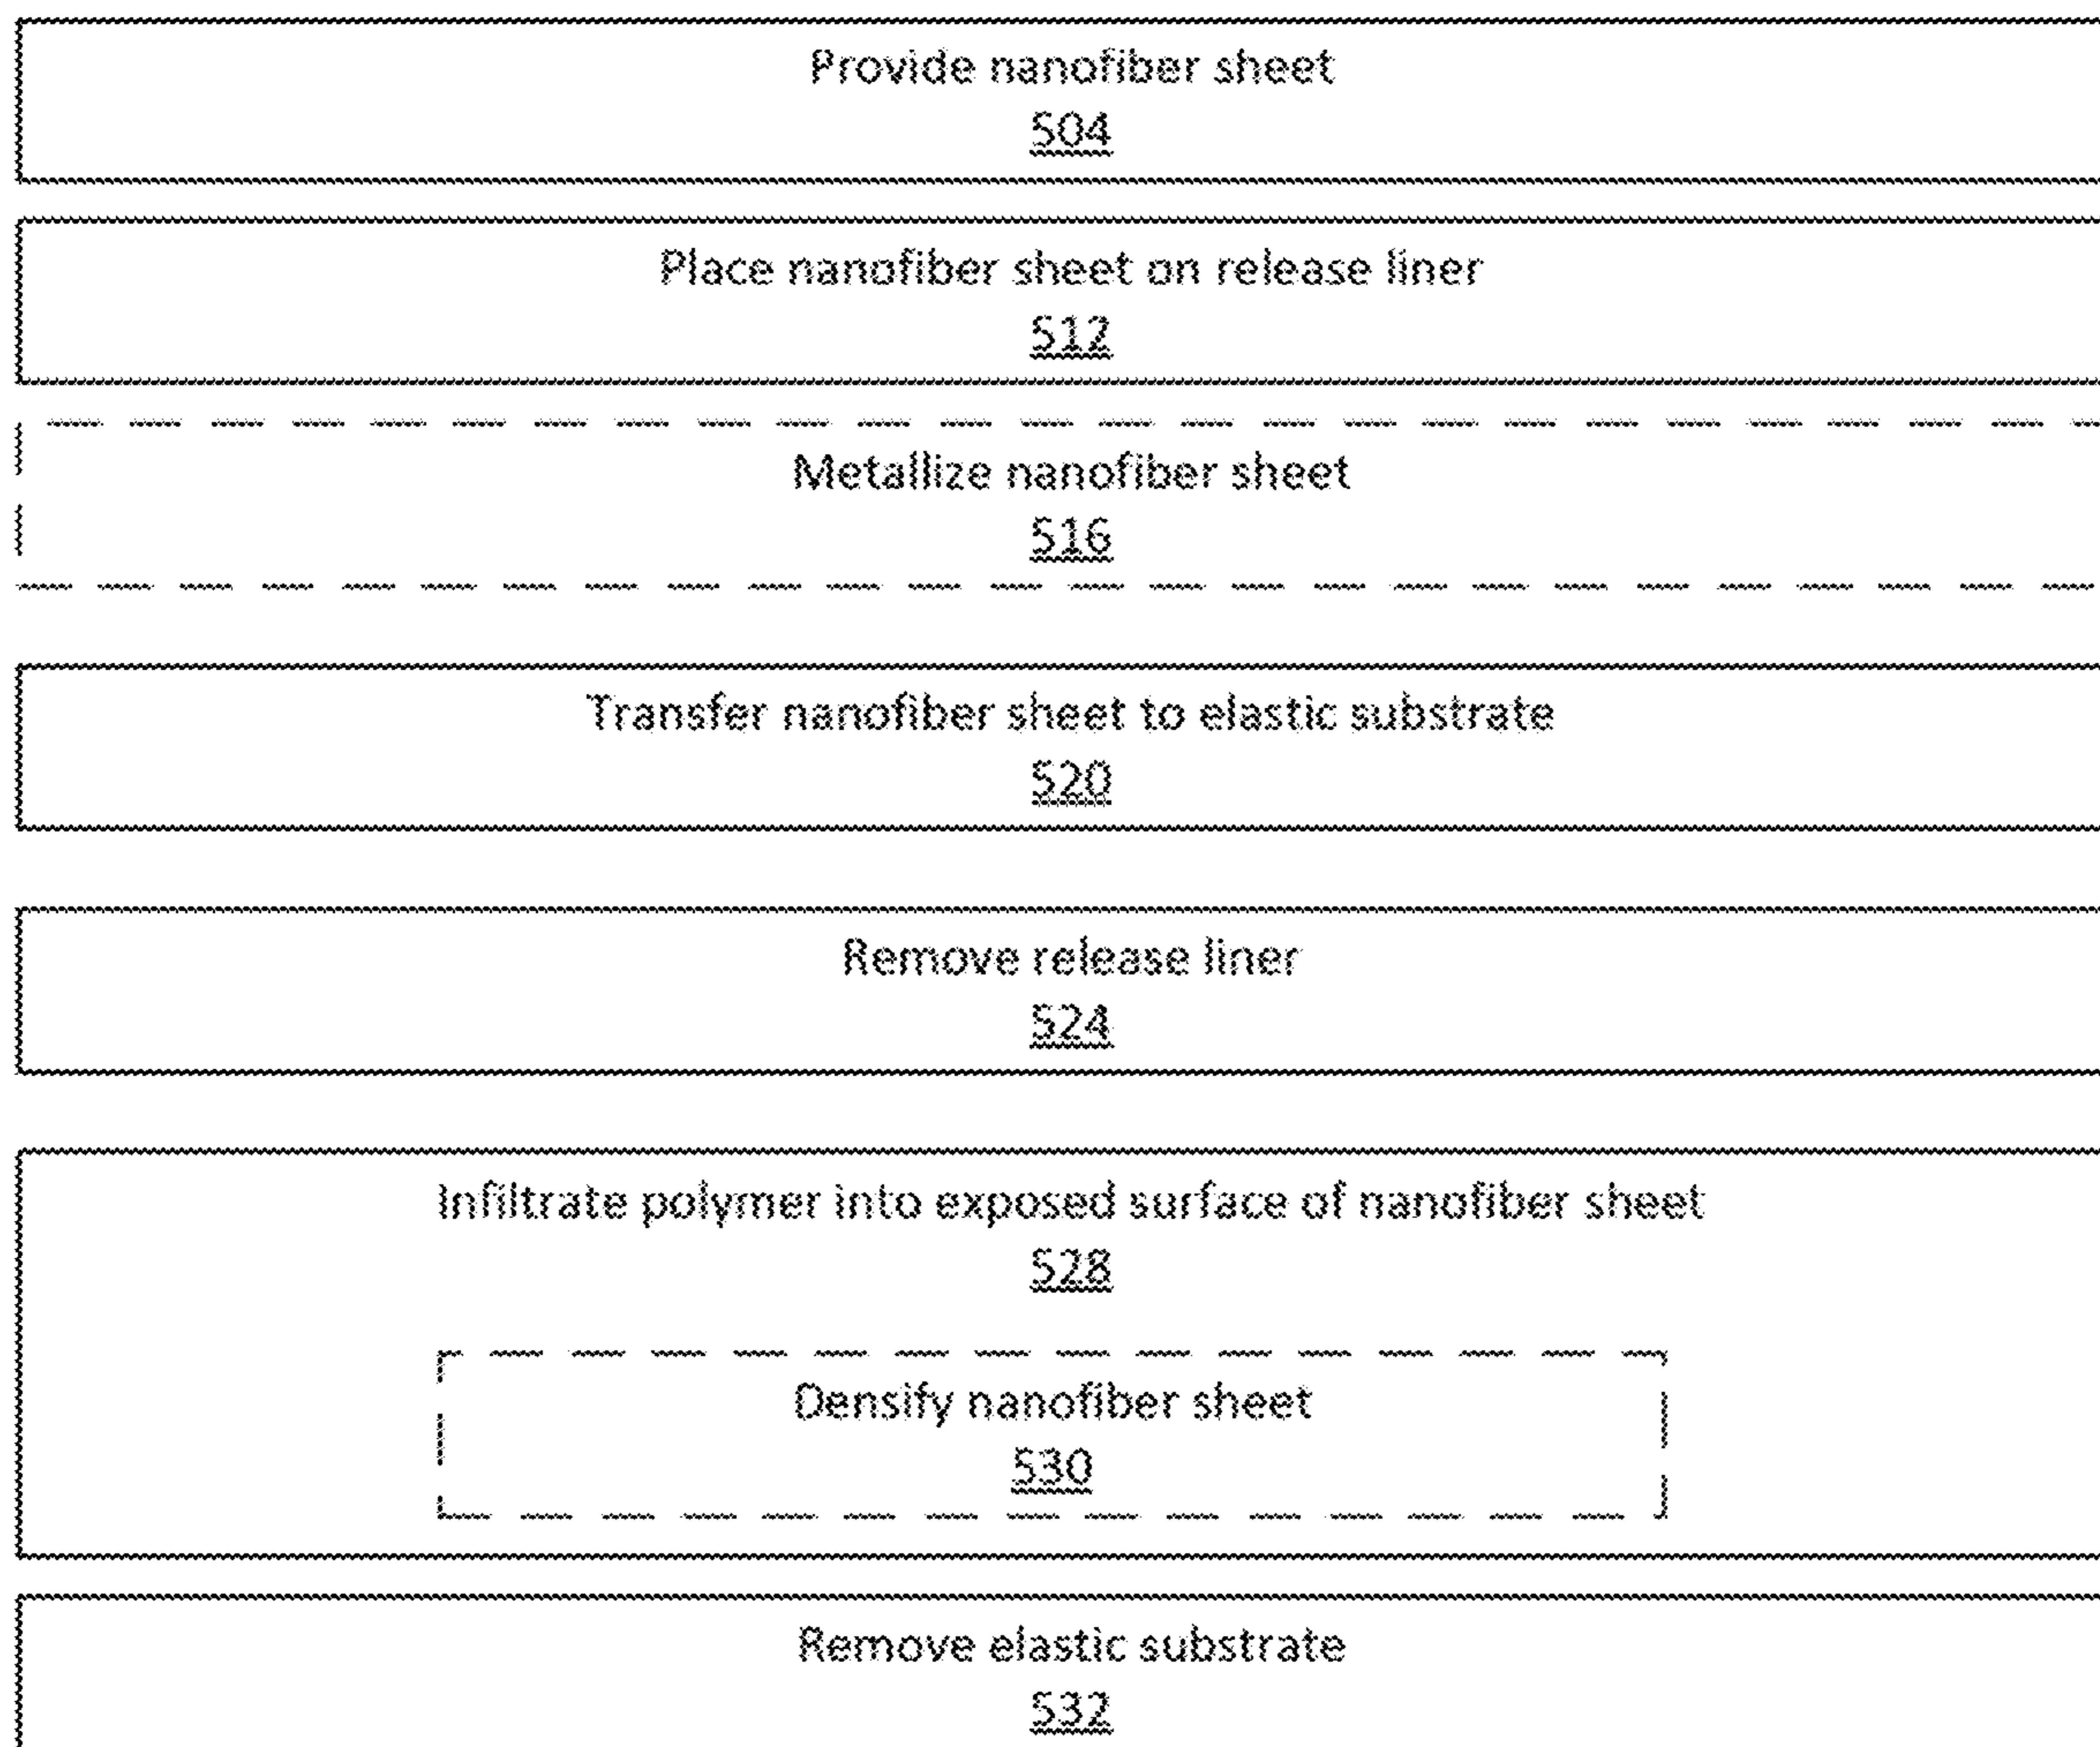 Provide nanofiber sheet
504
Place nanofiber sheet on release liner
512
Metallize nanofiber sheet
516
Transfer nanofiber sheet to elastic substrate
520
Remove release liner
524
Infiltrate polymer into exposed surface of nanofiber sheet
528
Densify nanofiber sheet
530
Remove elastic substrate
532